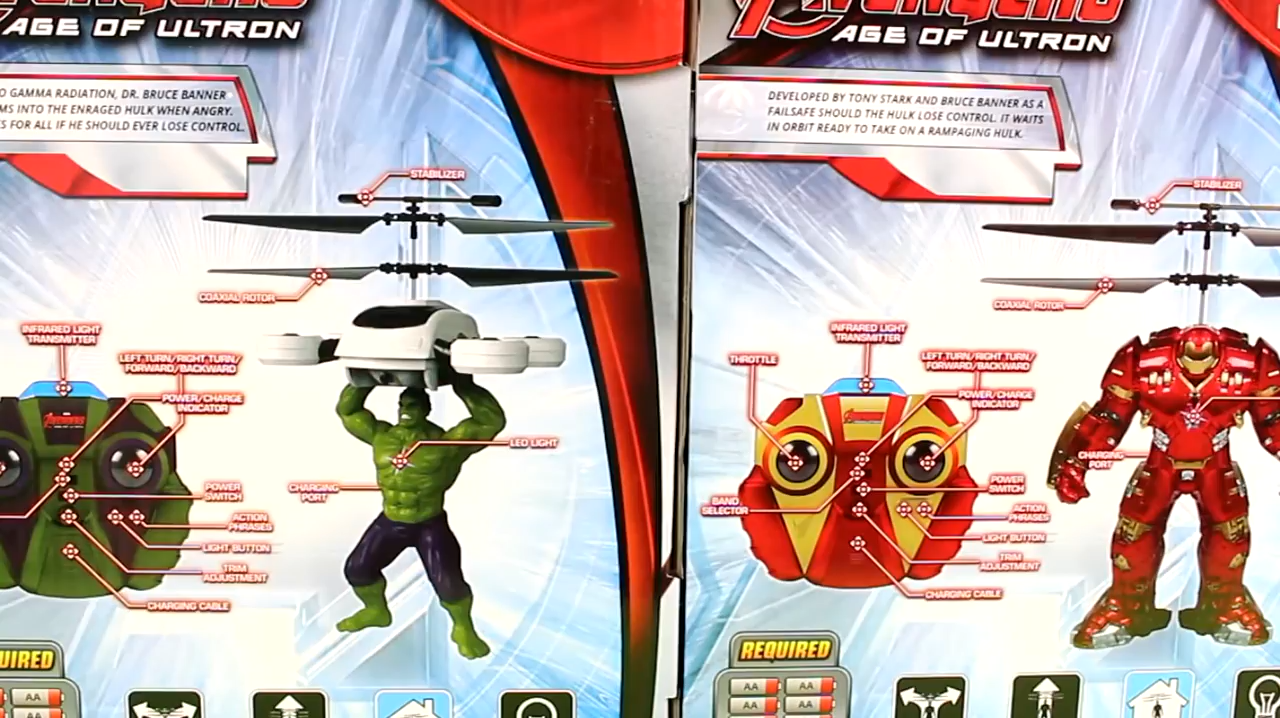 AGE OF ULTRON
O GAMMA RADIATION, DR. BRUCE BANNER
MS INTO THE ENRAGED HULK WHEN ANGRY.
S FOR ALL IF HE SHOULD EVER LOSE CONTROL.
STABILIZER
COAXIAL ROTOR
INFRARED LIGHT
TRANSMITTER
LEFT TURN/RIGHT TURN/
FORWARD/BACKWARD
POWER/CHARGE
INDICATOR
LED LIGHT
CHARGING
PORT
POWER
SWITCH
ACTION
PHRASES
LIGHT BUTTON
TRIM
ADJUSTMENT
CHARGING CABLE
UIRED
AA
AA
AVENGERS
AGE OF ULTRON
DEVELOPED BY TONY STARK AND BRUCE BANNER AS A
FAILSAFE SHOULD THE HULK LOSE CONTROL. IT WAITS
IN ORBIT READY TO TAKE ON A RAMPAGING HULK.
STABILIZER
COAXIAL ROTOR
INFRARED LIGHT
TRANSMITTER
THROTTLE
LEFT TURN/RIGHT TURN/
FORWARD/BACKWARD
POWER/CHARGE
INDICATOR
CHARGING
PORT
POWER
SWITCH
BAND
SELECTOR
ACTION
PHRASES
LIGHT BUTTON
TRIM
ADJUSTMENT
CHARGING CABLE
REQUIRED
AA AA
AA AA